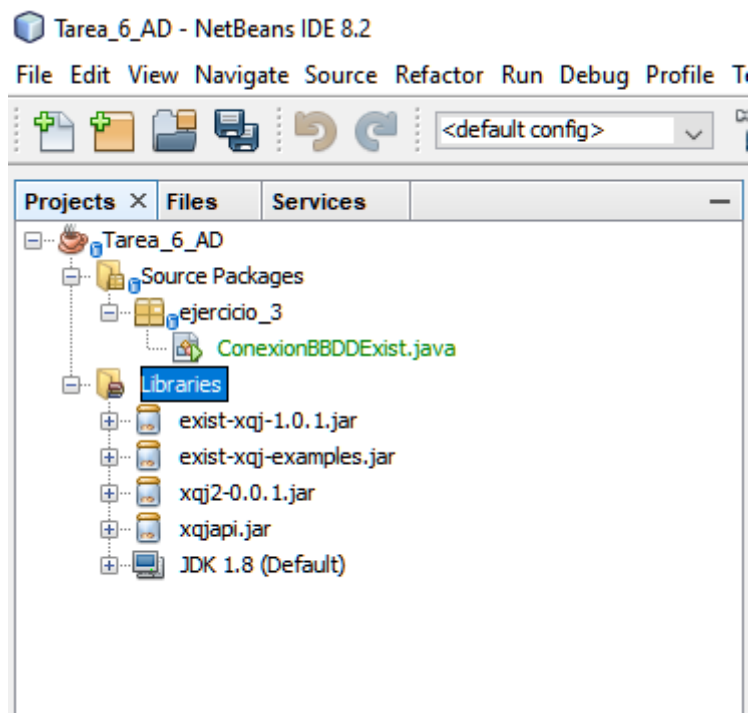 Tarea_6_AD - NetBeans IDE 8.2
File Edit View Navigate Source Refactor Run Debug Profile
<default config>
Projects Files Services
Tarea_6_AD
Source Packages
ejercicio_3
ConexionBBDDExist.java
Libraries
exist-xqj-1.0.1.jar
exist-xqj-examples.jar
xqj2-0.0.1.jar
xqjapi.jar
JDK 1.8 (Default)